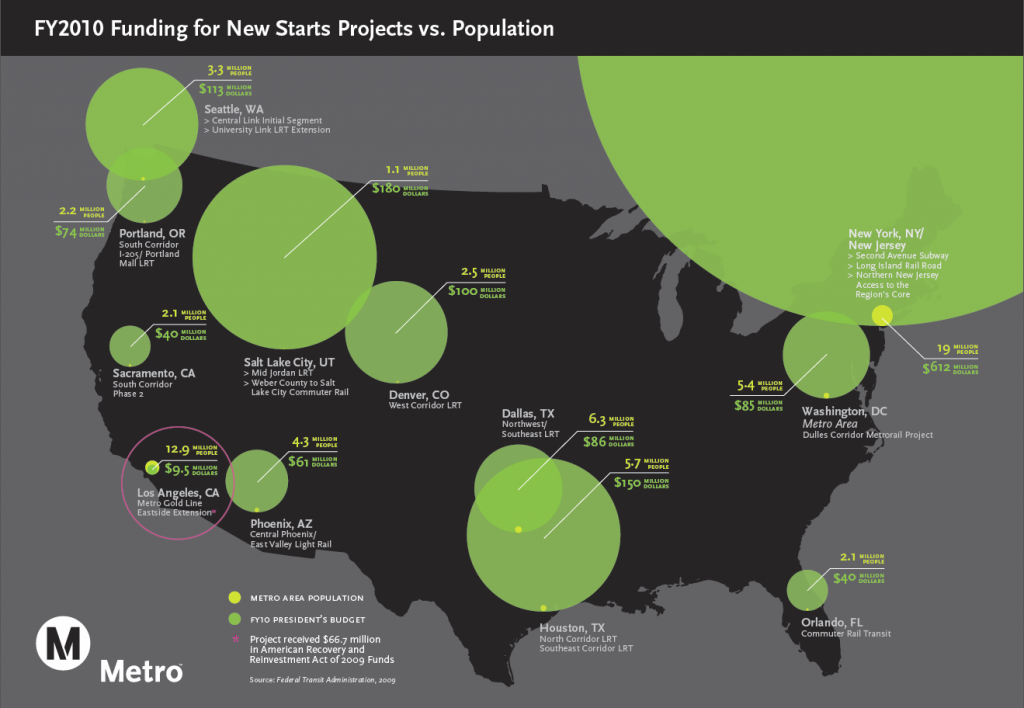 FY2010 Funding for New Starts Projects vs. Population
3.3 MILLION PEOPLE
$113 MILLION DOLLARS
Seattle, WA
> Central Link Initial Segment
> University Link LRT Extension
2.2 MILLION PEOPLE
$74 MILLION DOLLARS
Portland, OR
South Corridor
I-205/ Portland
Mall LRT
1.1 MILLION PEOPLE
$180 MILLION DOLLARS
Salt Lake City, UT
> Mid Jordan LRT
> Weber County to Salt
Lake City Commuter Rail
2.5 MILLION PEOPLE
$100 MILLION DOLLARS
Denver, CO
West Corridor LRT
2.1 MILLION PEOPLE
$40 MILLION DOLLARS
Sacramento, CA
South Corridor
Phase 2
New York, NY/
New Jersey
> Second Avenue Subway
> Long Island Rail Road
> Northern New Jersey
Access to the
Region's Core
19 MILLION PEOPLE
$612 MILLION DOLLARS
5.4 MILLION PEOPLE
$85 MILLION DOLLARS
Washington, DC
Metro Area
Dulles Corridor Metrorail Project
12.9 MILLION PEOPLE
$9.5 MILLION DOLLARS
Los Angeles, CA
Metro Gold Line
Eastside Extension*
4.3 MILLION PEOPLE
$61 MILLION DOLLARS
Phoenix, AZ
Central Phoenix/
East Valley Light Rail
Dallas, TX
Northwest/
Southeast LRT
6.3 MILLION PEOPLE
$86 MILLION DOLLARS
5.7 MILLION PEOPLE
$150 MILLION DOLLARS
Houston, TX
North Corridor LRT
Southeast Corridor LRT
2.1 MILLION PEOPLE
$40 MILLION DOLLARS
Orlando, FL
Commuter Rail Transit
METRO AREA POPULATION
FY10 PRESIDENT'S BUDGET
* Project received $66.7 million
in American Recovery and
Reinvestment Act of 2009 Funds
Source: Federal Transit Administration, 2009
M
Metro™